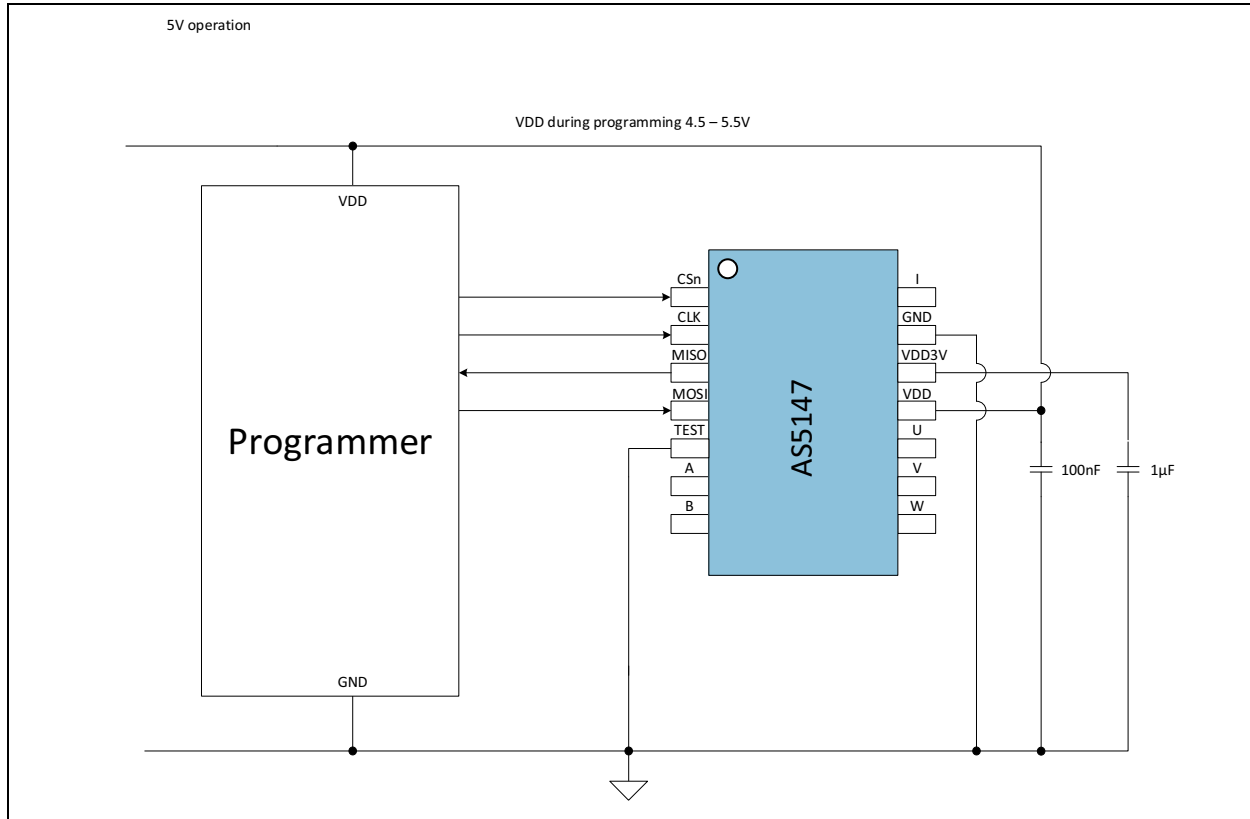 5V operation
VDD during programming 4.5 – 5.5V
VDD
Programmer
GND
CSn
CLK
MISO
MOSI
TEST
A
B
AS5147
I
GND
VDD3V
VDD
U
V
W
100nF
1µF